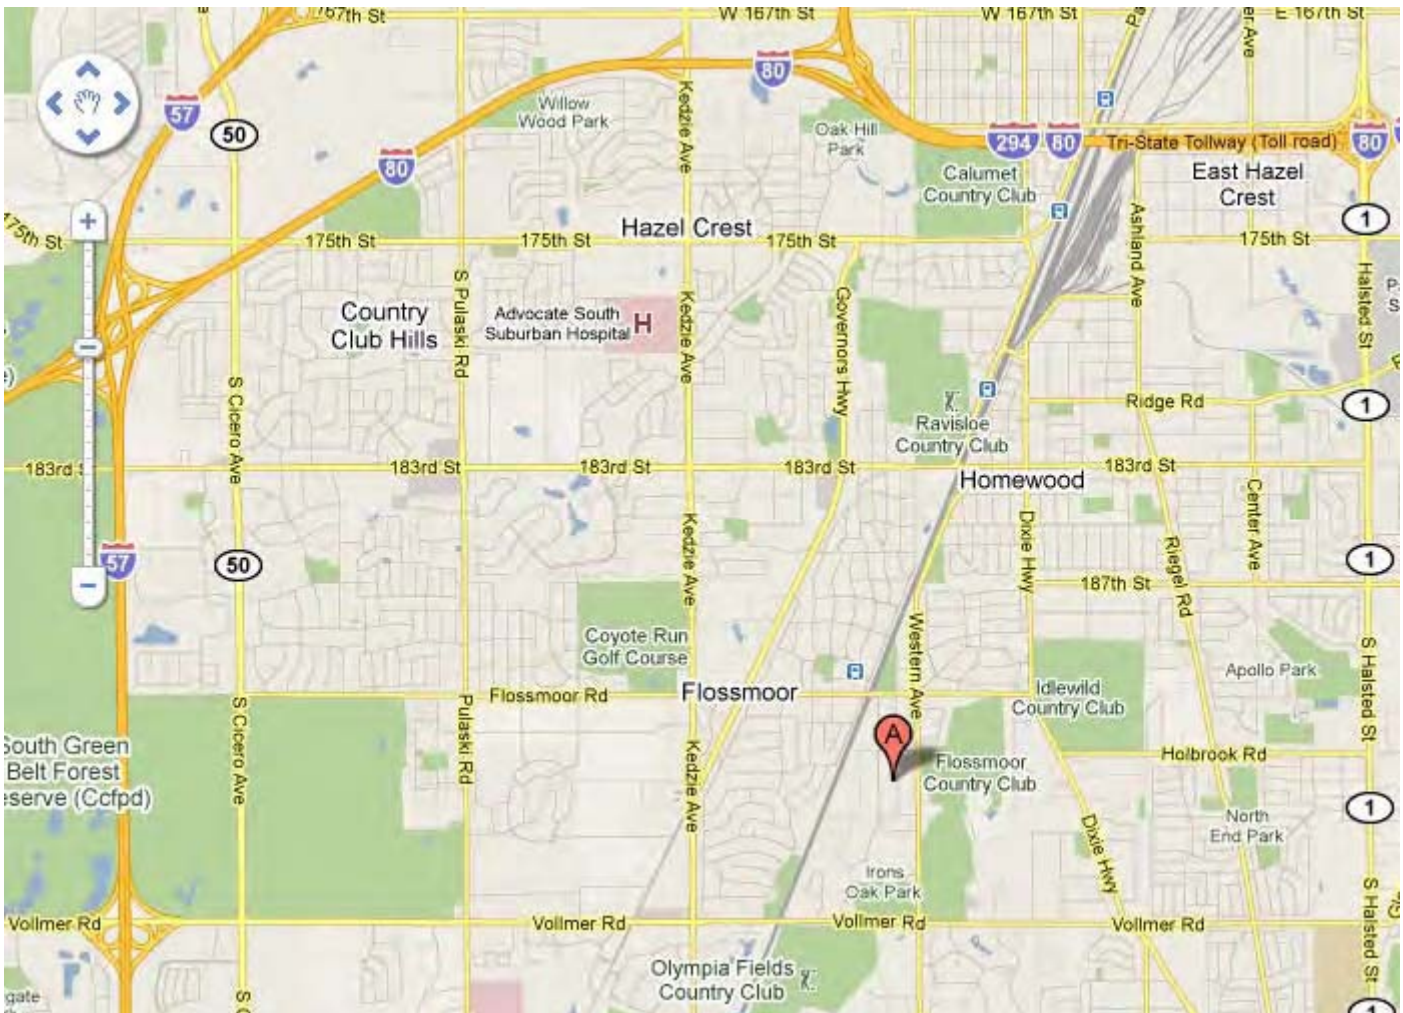 167th St
W 167th St
W 167th St
E 167th St
57
50
80
Willow
Wood Park
Kedzie Ave
80
Oak Hill
Park
294
80
Tri-State Tollway (Toll road)
80
Calumet
Country Club
East Hazel
Crest
1
175th St
175th St
175th St
Hazel Crest
175th St
175th St
Ashland Ave
Country
Club Hills
S Pulaski Rd
Advocate South
Suburban Hospital
H
Kedzie Ave
Governors Hwy
Halsted St
S Cicero Ave
Ravisloe
Country Club
Ridge Rd
1
183rd
183rd St
183rd St
183rd St
183rd St
Homewood
57
50
Kedzie Ave
Dixie Hwy
Center Ave
Riegel Rd
1
187th St
Coyote Run
Golf Course
Western Ave
Apollo Park
S Halsted St
Flossmoor Rd
Flossmoor
Idlewild
Country Club
S Cicero Ave
Pulaski Rd
Kedzie Ave
A
Holbrook Rd
South Green
Belt Forest
eserve (Ccfpd)
Flossmoor
Country Club
1
North
End Park
Dixie Hwy
Irons
Oak Park
S Halsted St
Vollmer Rd
Vollmer Rd
Vollmer Rd
Vollmer Rd
Olympia Fields
Country Club
gate
1